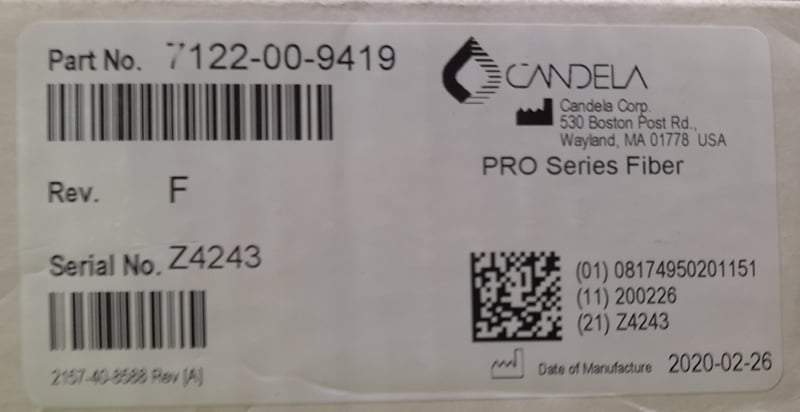 Part No. 7122-00-9419
CANDELA
Candela Corp.
530 Boston Post Rd.,
Wayland, MA 01778 USA
PRO Series Fiber
Rev. F
Serial No. Z4243
(01) 08174950201151
(11) 200226
(21) Z4243
2157-40-8588 Rev [A]
Date of Manufacture 2020-02-26